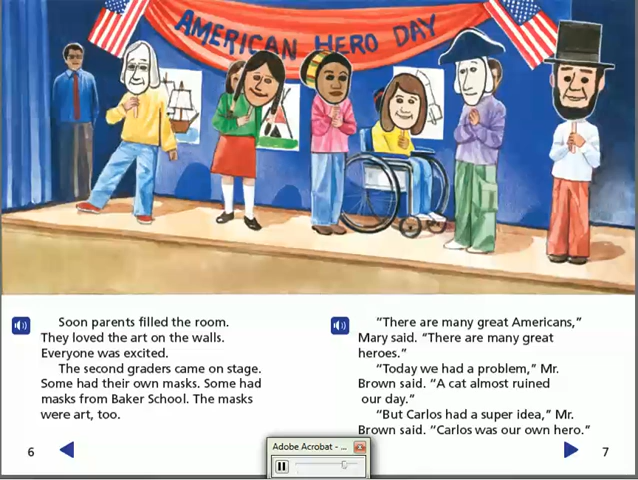 AMERICAN HERO DAY
Soon parents filled the room.
They loved the art on the walls.
Everyone was excited.
The second graders came on stage.
Some had their own masks. Some had
masks from Baker School. The masks
were art, too.
6
“There are many great Americans,”
Mary said. “There are many great
heroes.”
“Today we had a problem,” Mr.
Brown said. “A cat almost ruined
our day.”
“But Carlos had a super idea,” Mr.
Brown said. “Carlos was our own hero.”
7
Adobe Acrobat - ...